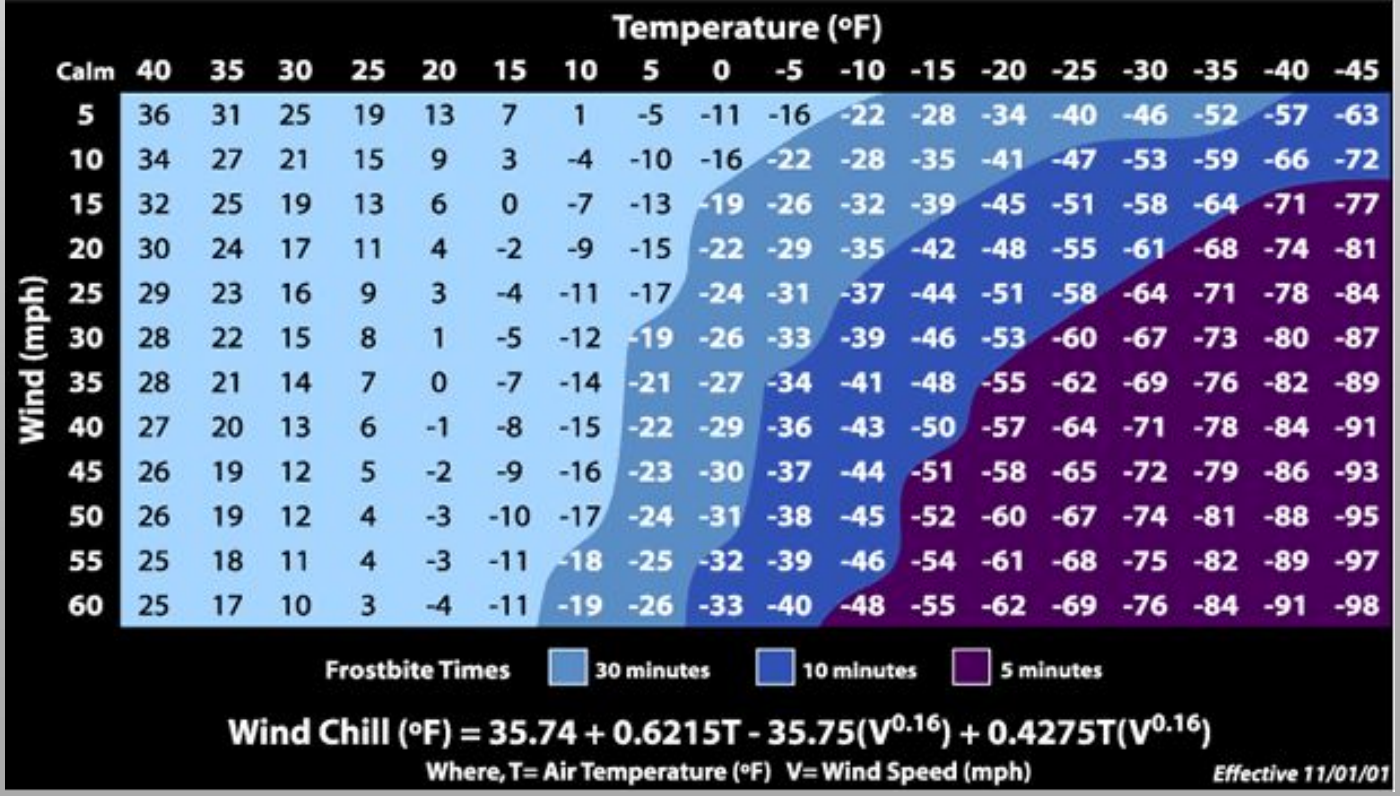 Temperature (ºF)
Calm 40 35 30 25 20 15 10 5 0 -5 -10 -15 -20 -25 -30 -35 -40 -45
5 36 31 25 19 13 7 1 -5 -11 -16 -22 -28 -34 -40 -46 -52 -57 -63
10 34 27 21 15 9 3 -4 -10 -16 -22 -28 -35 -41 -47 -53 -59 -66 -72
15 32 25 19 13 6 0 -7 -13 -19 -26 -32 -39 -45 -51 -58 -64 -71 -77
20 30 24 17 11 4 -2 -9 -15 -22 -29 -35 -42 -48 -55 -61 -68 -74 -81
25 29 23 16 9 3 -4 -11 -17 -24 -31 -37 -44 -51 -58 -64 -71 -78 -84
30 28 22 15 8 1 -5 -12 -19 -26 -33 -39 -46 -53 -60 -67 -73 -80 -87
35 28 21 14 7 0 -7 -14 -21 -27 -34 -41 -48 -55 -62 -69 -76 -82 -89
40 27 20 13 6 -1 -8 -15 -22 -29 -36 -43 -50 -57 -64 -71 -78 -84 -91
45 26 19 12 5 -2 -9 -16 -23 -30 -37 -44 -51 -58 -65 -72 -79 -86 -93
50 26 19 12 4 -3 -10 -17 -24 -31 -38 -45 -52 -60 -67 -74 -81 -88 -95
55 25 18 11 4 -3 -11 -18 -25 -32 -39 -46 -54 -61 -68 -75 -82 -89 -97
60 25 17 10 3 -4 -11 -19 -26 -33 -40 -48 -55 -62 -69 -76 -84 -91 -98
Wind (mph)
Frostbite Times 30 minutes 10 minutes 5 minutes
Wind Chill (ºF) = 35.74 + 0.6215T - 35.75(V^0.16) + 0.4275T(V^0.16)
Where, T= Air Temperature (ºF) V= Wind Speed (mph)
Effective 11/01/01